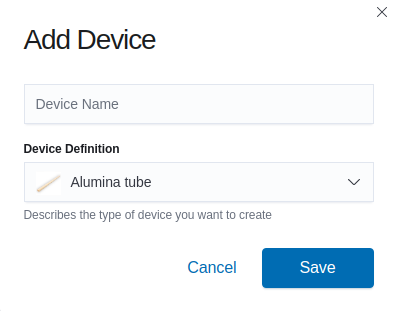 Add Device
Device Name
Device Definition
Alumina tube
Describes the type of device you want to create
Cancel
Save